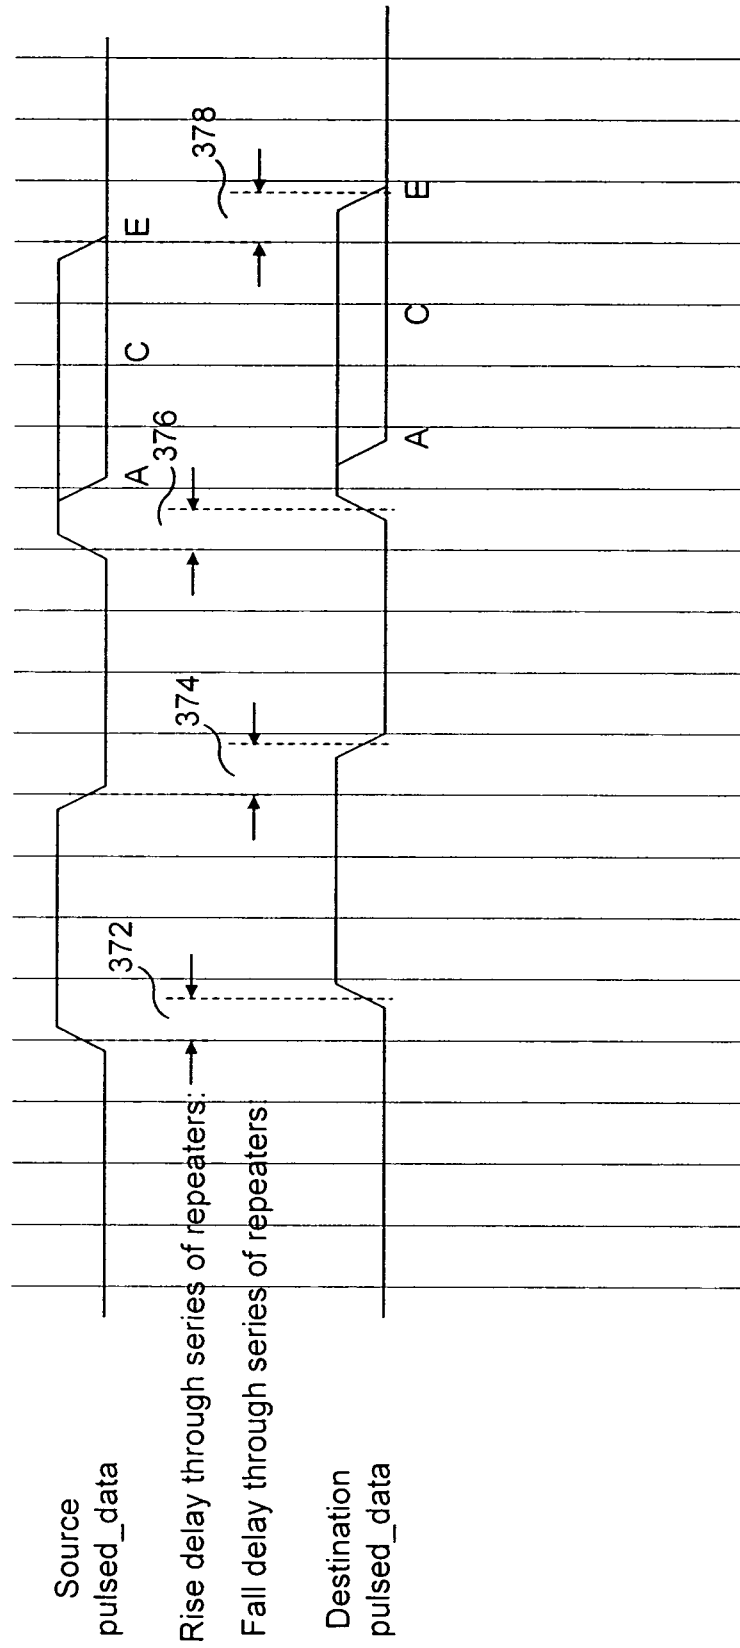 Source
pulsed_data
A C E
372 374 376 378
Rise delay through series of repeaters:
Fall delay through series of repeaters:
Destination
pulsed_data
A C E